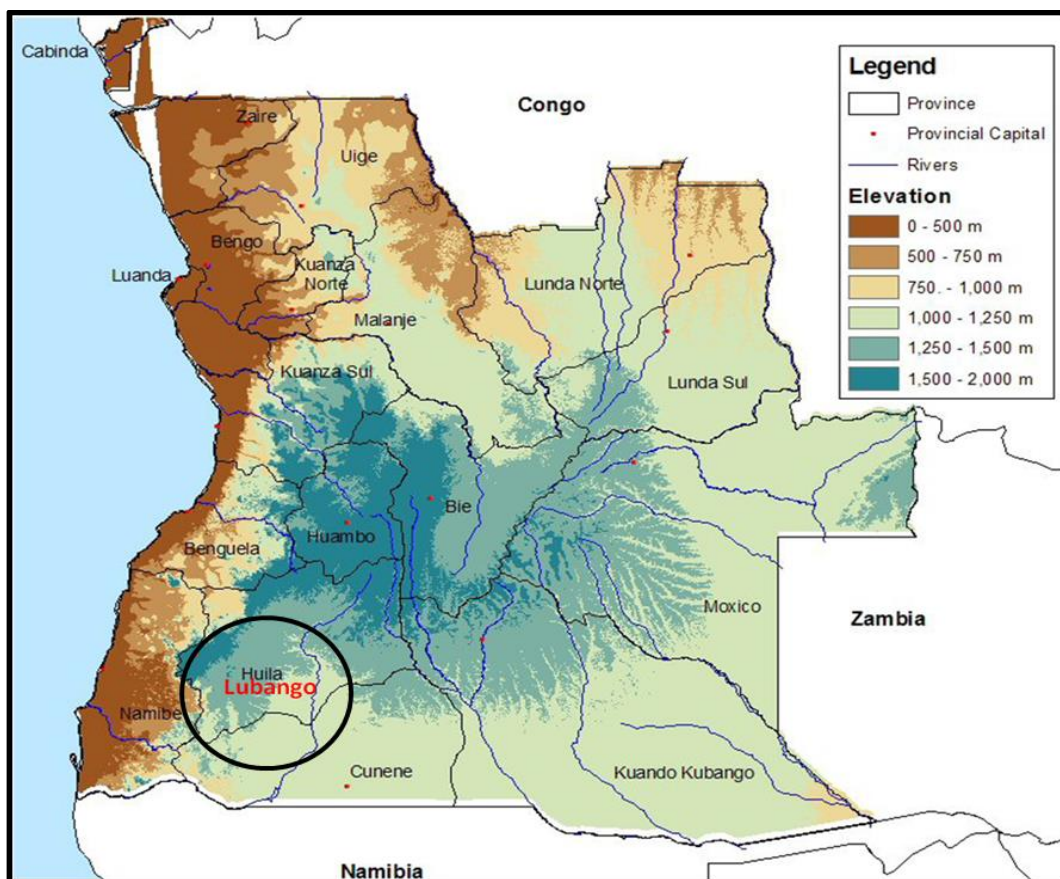 Cabinda
Congo
Zaire
Uige
Bengo
Luanda
Kuanza
Norte
Malanje
Lunda Norte
Kuanza Sul
Lunda Sul
Bie
Huambo
Benguela
Moxico
Zambia
Huila
Lubango
Namibe
Cunene
Kuando Kubango
Namibia
Legend
Province
Provincial Capital
Rivers
Elevation
0 - 500 m
500 - 750 m
750. - 1,000 m
1,000 - 1,250 m
1,250 - 1,500 m
1,500 - 2,000 m